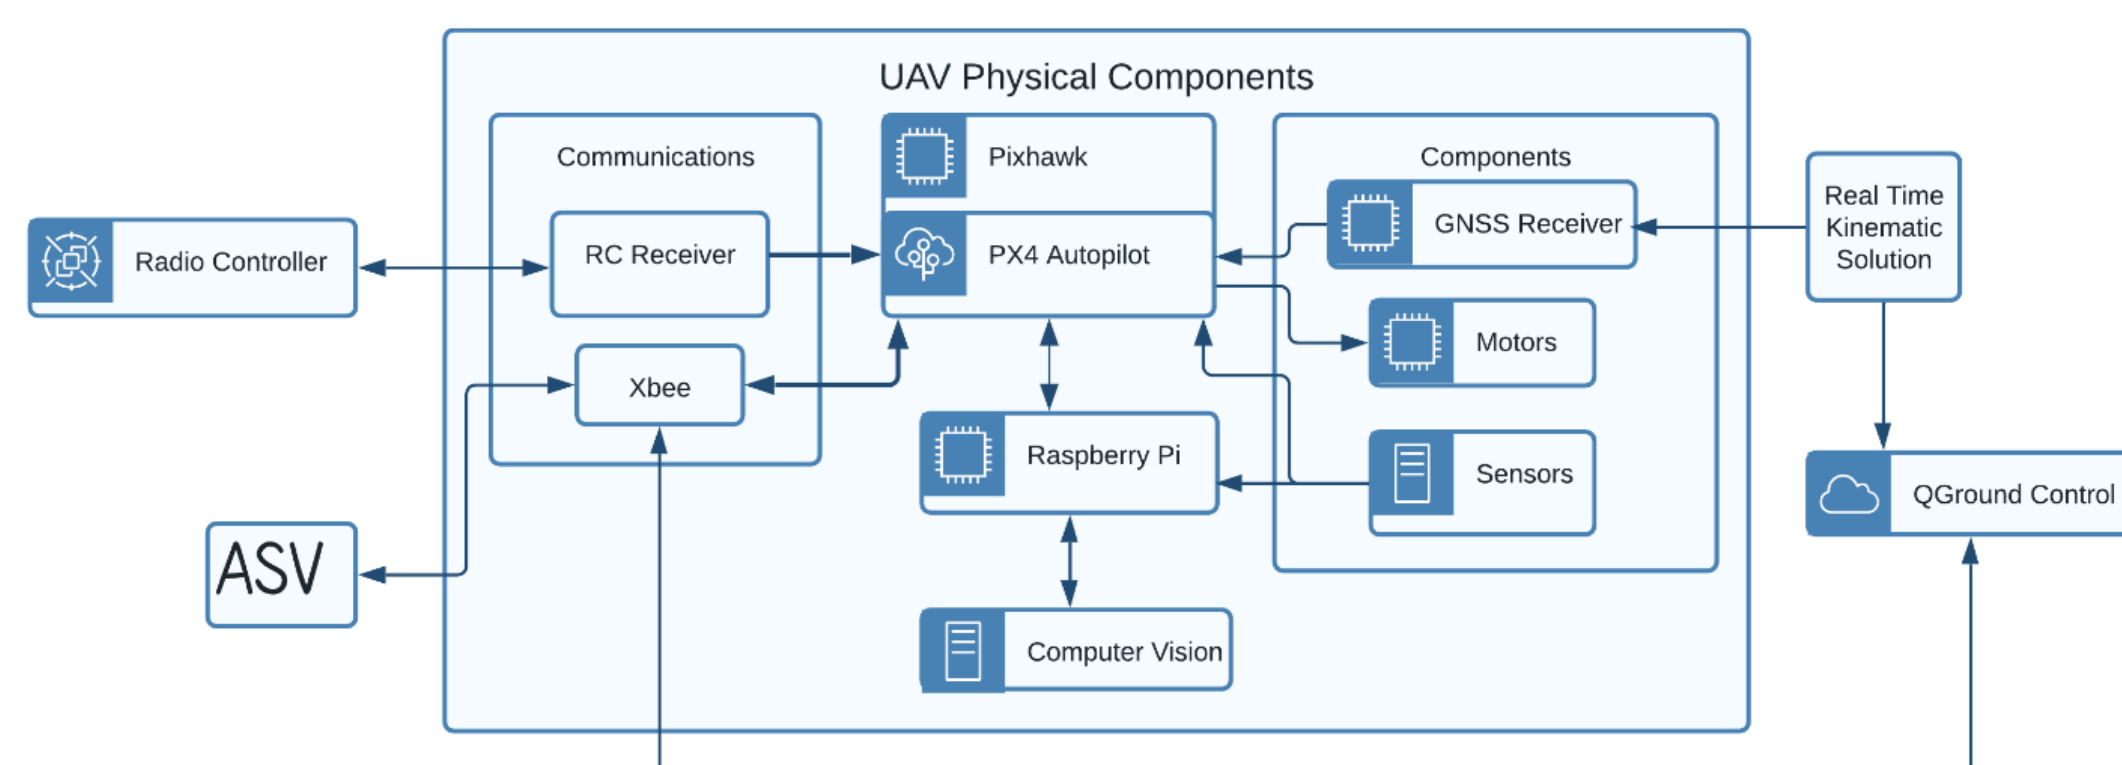 UAV Physical Components
Communications
Pixhawk
Components
Radio Controller
RC Receiver
PX4 Autopilot
GNSS Receiver
Real Time
Kinematic
Solution
Motors
Xbee
Raspberry Pi
Sensors
QGround Control
ASV
Computer Vision